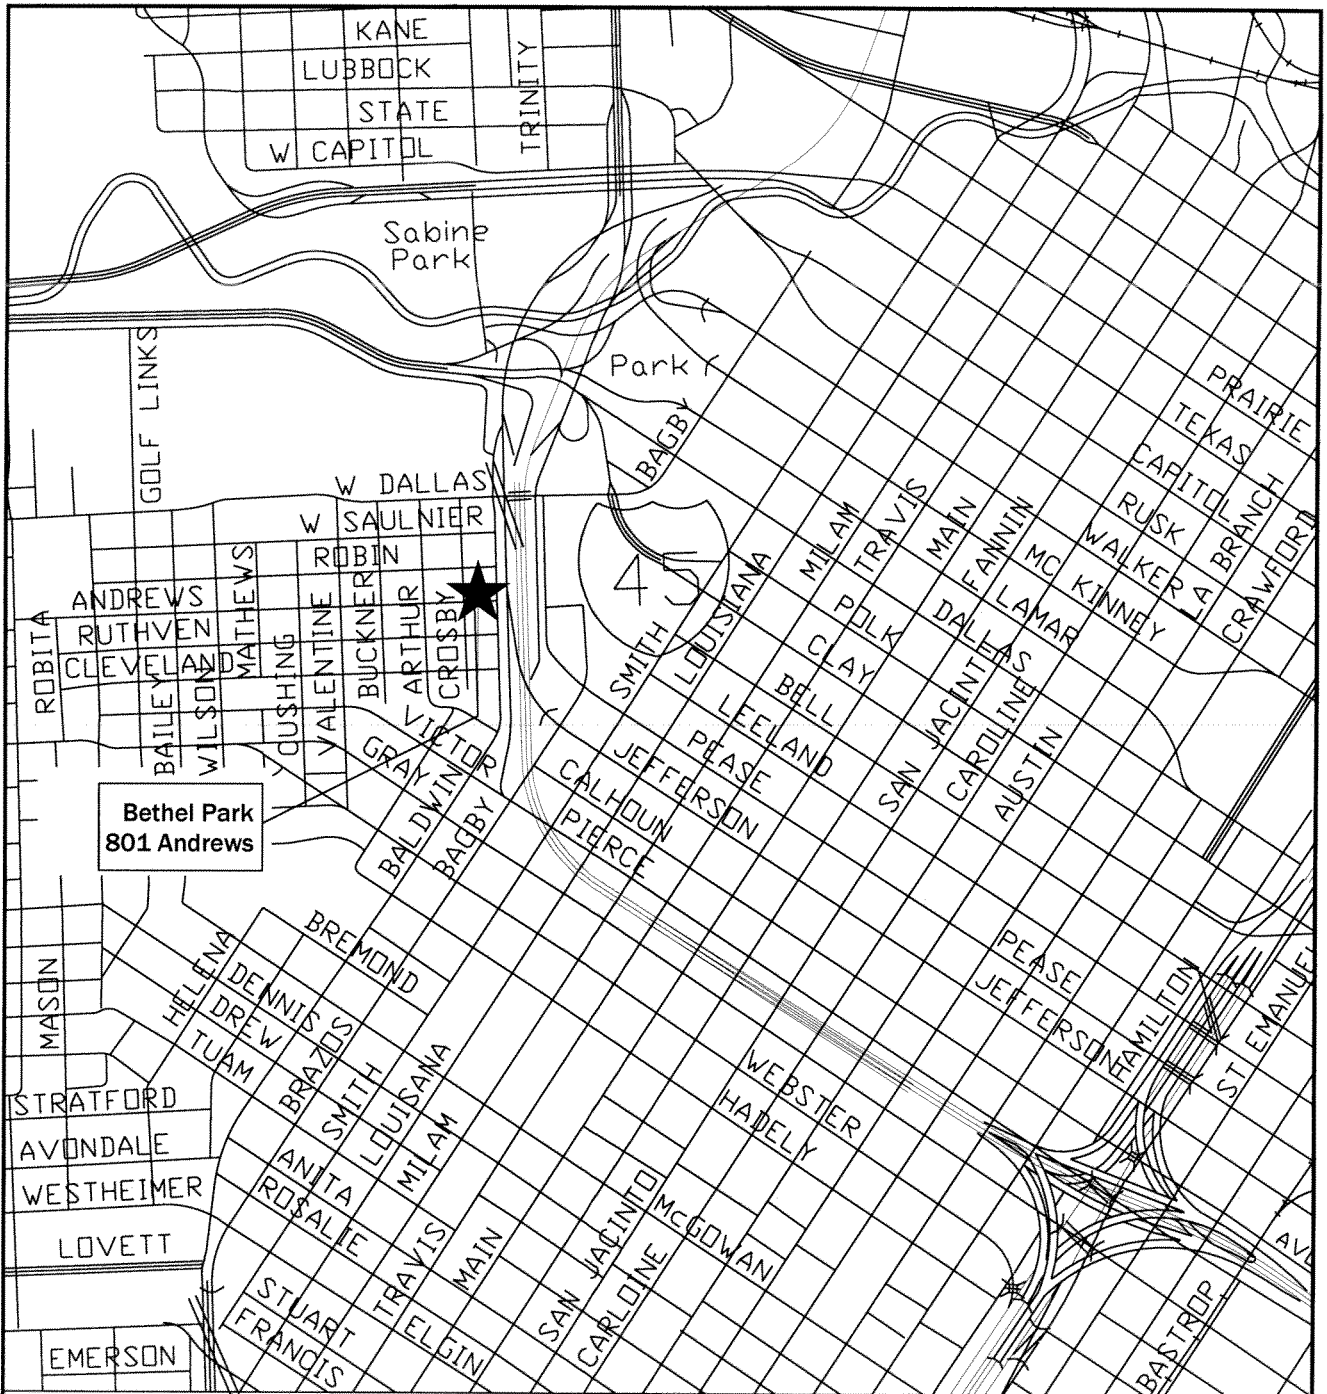 KANE
LUBBOCK
STATE
W CAPITOL
TRINITY
Sabine
Park
GOLF LINKS
Park
BAGBY
PRAIRIE
TEXAS
CAPITOL
RUSK
WALKER
LA BRANCH
CRAWFORD
W DALLAS
W SAULNIER
ROBIN
MILAM
TRAVIS
MAIN
FANNIN
MC KINNEY
LAMAR
DALLAS
45
ANDREWS
RUTHVEN
CLEVELAND
ROBITA
MATHEWS
CUSHING
VALENTINE
BUCKNER
ARTHUR
CROSBY
BAILEY
WILSON
SMITH
LOUISIANA
POLK
CLAY
BELL
LEELAND
PEASE
JEFFERSON
CALHOUN
PIERCE
SAN JACINTO
CAROLINE
AUSTIN
VICTOR
GRAY
BALDWIN
BAGBY
Bethel Park
801 Andrews
BREMOND
HELENA
DENNIS
DREW
TUAM
MASON
BRAZOS
SMITH
LOUISANA
MILAM
PEASE
JEFFERSON
HAMILTON
ST EMANUEL
WEBSTER
HADELY
STRATFORD
AVONDALE
WESTHEIMER
LOVETT
ANITA
ROSALIE
McGOWAN
SAN JACINTO
CARLOINE
TRAVIS
MAIN
STUART
FRANCIS
ELGIN
EMERSON
BASTROP